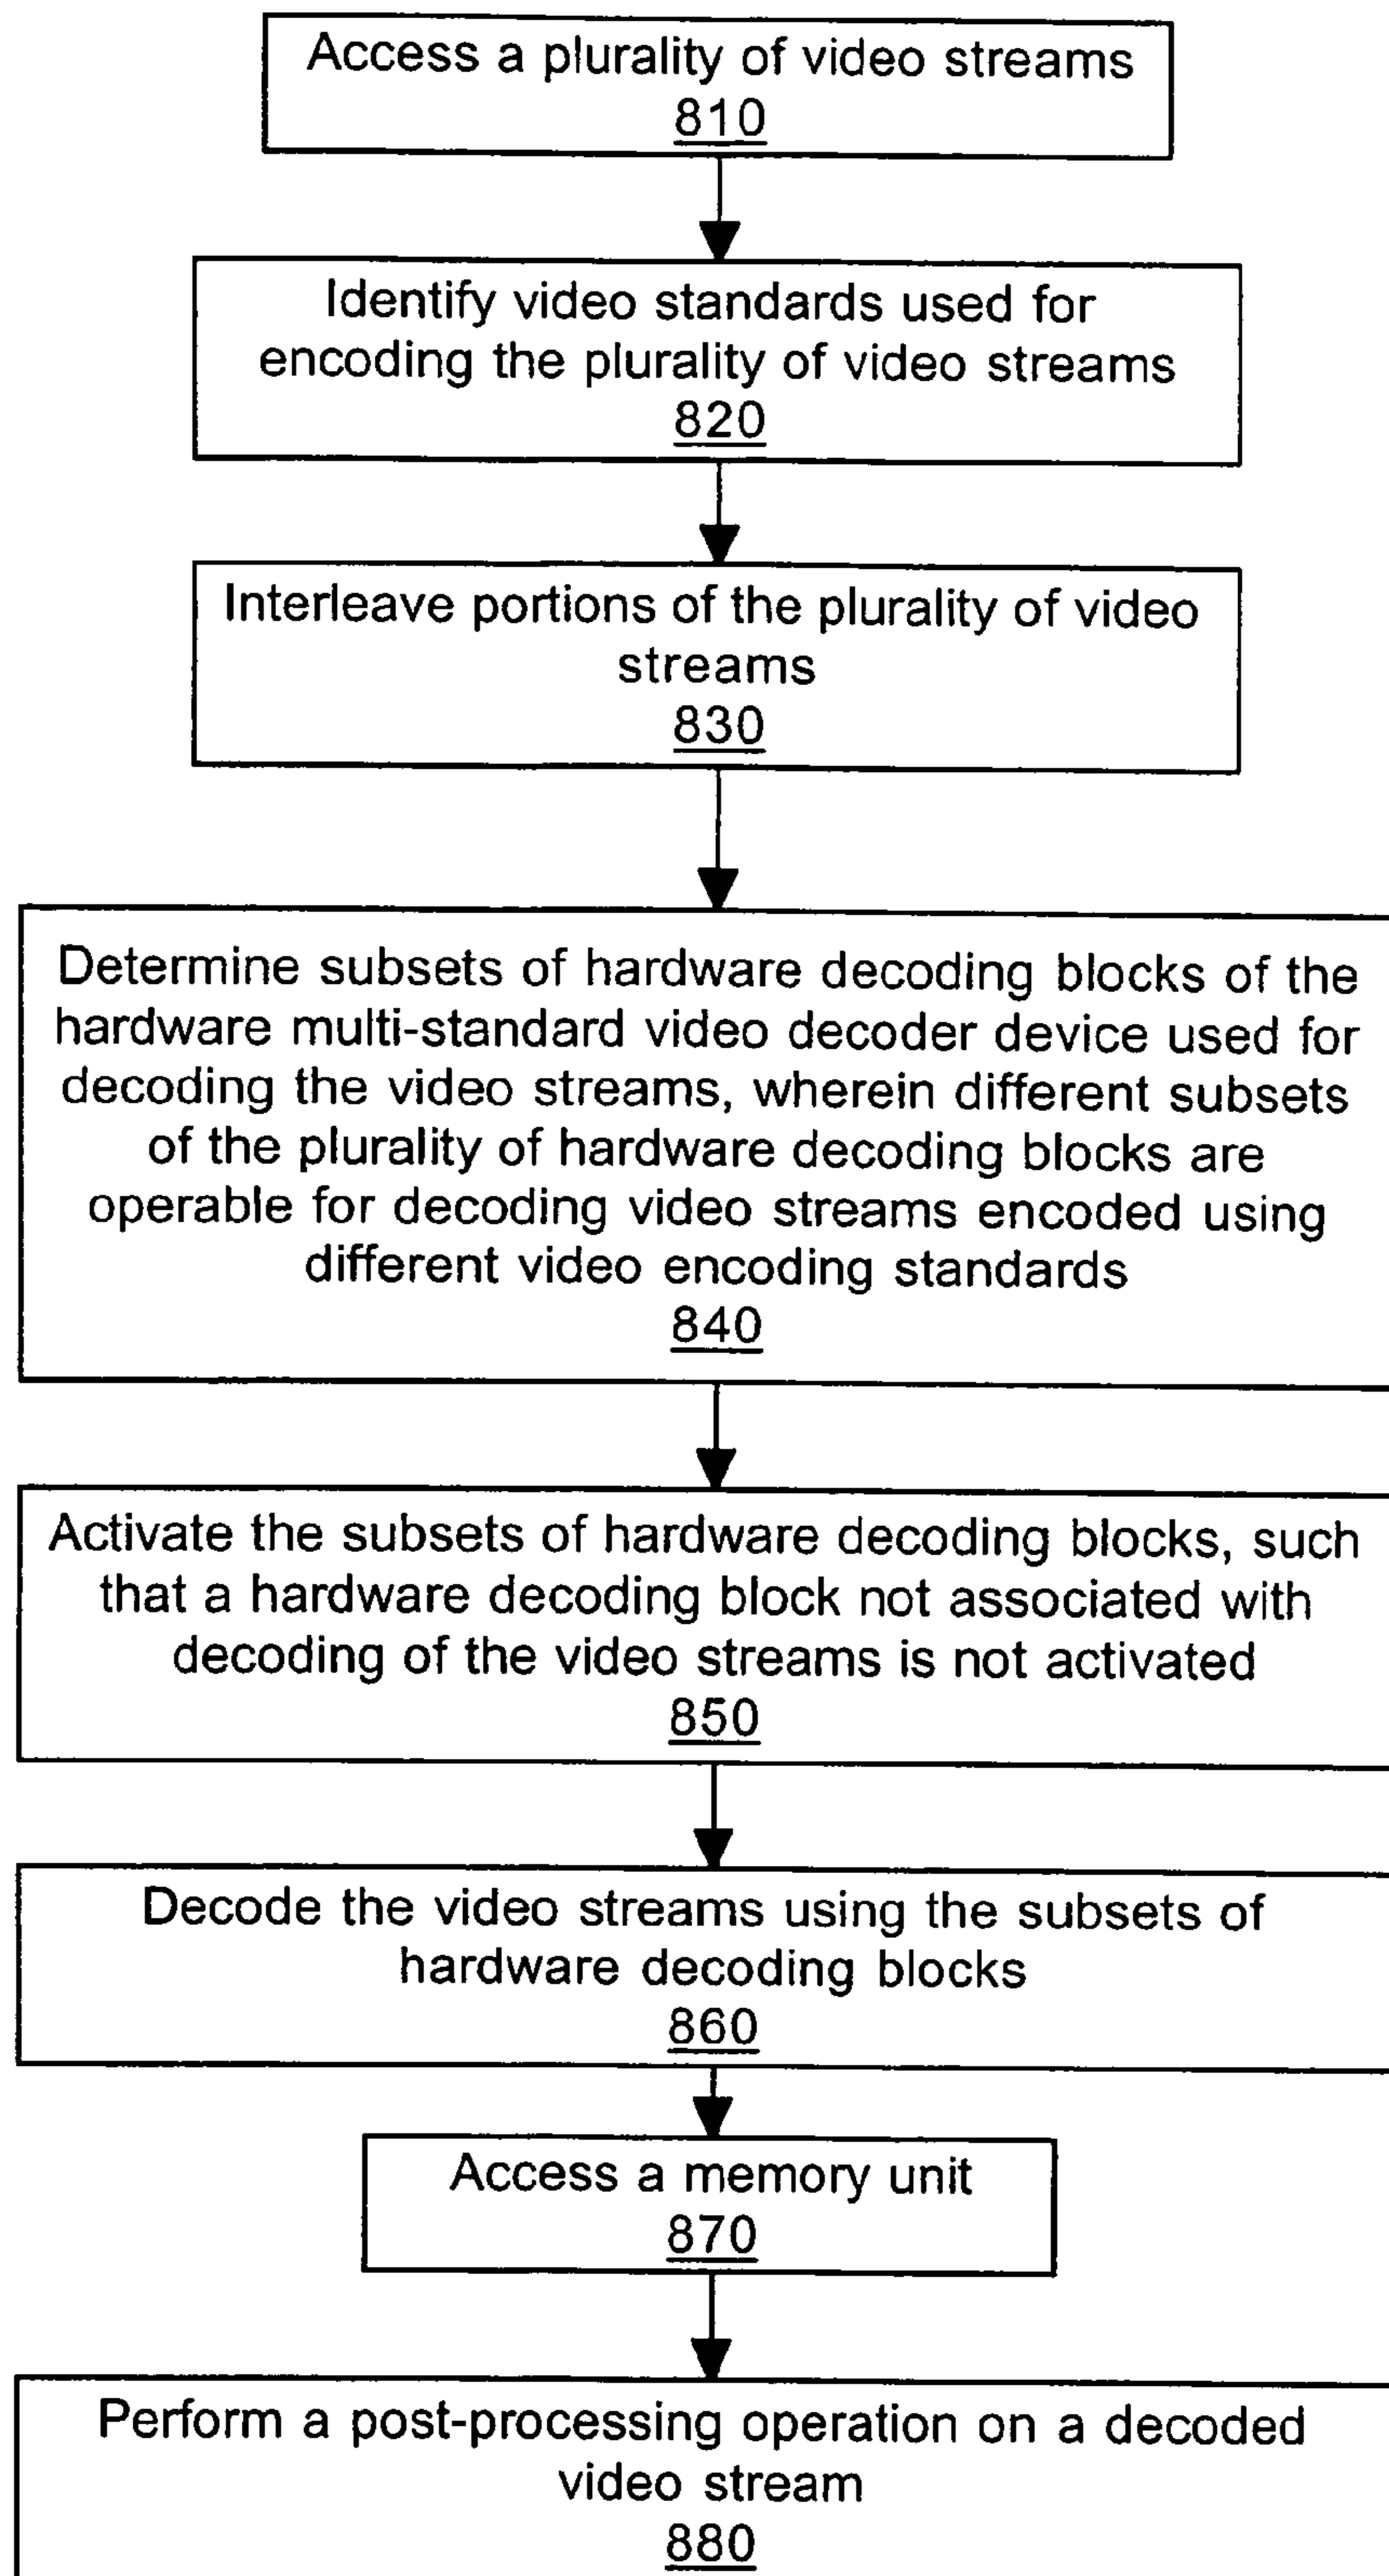 Access a plurality of video streams
810
Identify video standards used for
encoding the plurality of video streams
820
Interleave portions of the plurality of video
streams
830
Determine subsets of hardware decoding blocks of the
hardware multi-standard video decoder device used for
decoding the video streams, wherein different subsets
of the plurality of hardware decoding blocks are
operable for decoding video streams encoded using
different video encoding standards
840
Activate the subsets of hardware decoding blocks, such
that a hardware decoding block not associated with
decoding of the video streams is not activated
850
Decode the video streams using the subsets of
hardware decoding blocks
860
Access a memory unit
870
Perform a post-processing operation on a decoded
video stream
880